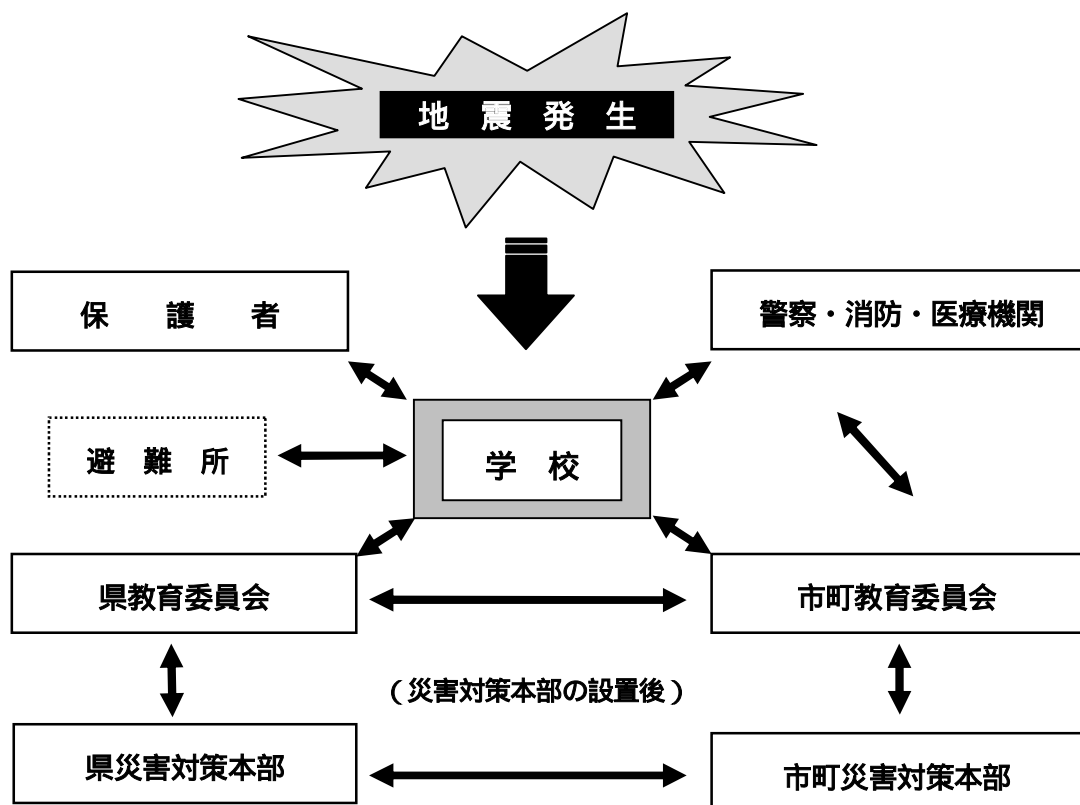 地 震 発 生
保 護 者
警察・消防・医療機関
避 難 所
学 校
県教育委員会
市町教育委員会
(災害対策本部の設置後)
県災害対策本部
市町災害対策本部